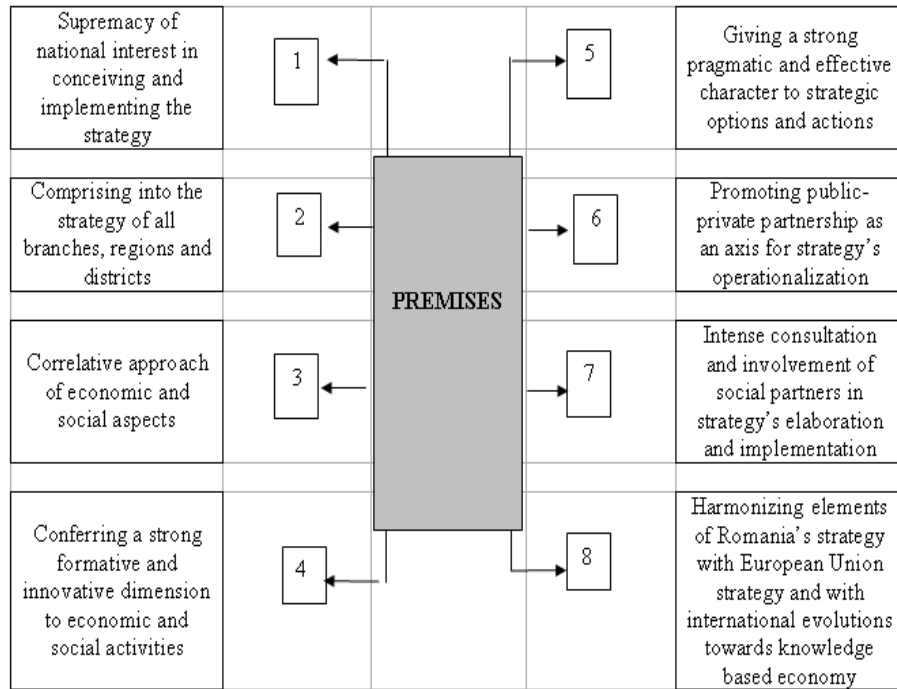 Supremacy of
national interest in
conceiving and
implementing the
strategy
1
5
Giving a strong
pragmatic and effective
character to strategic
options and actions
Comprising into the
strategy of all
branches, regions and
districts
2
6
Promoting public-
private partnership as
an axis for strategy's
operationalization
PREMISES
Correlative approach
of economic and
social aspects
3
7
Intense consultation
and involvement of
social partners in
strategy's elaboration
and implementation
Conferring a strong
formative and
innovative dimension
to economic and
social activities
4
8
Harmonizing elements
of Romania's strategy
with European Union
strategy and with
international evolutions
towards knowledge
based economy